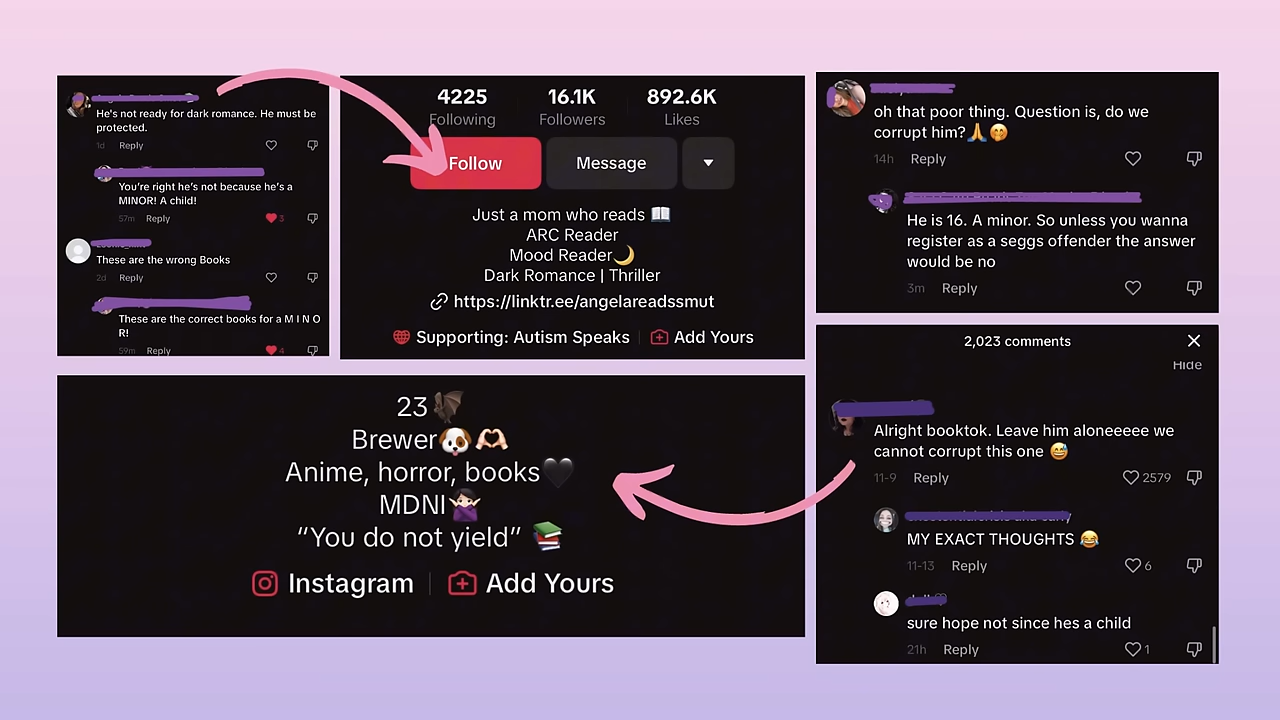 He's not ready for dark romance. He must be
protected.
1d Reply
You're right he's not because he's a
MINOR! A child!
57m Reply 3
These are the wrong Books
2d Reply
These are the correct books for a M I N O
R!
59m Reply 4
4225 16.1K 892.6K
Following Followers Likes
Follow Message
Just a mom who reads 📖
ARC Reader
Mood Reader🌙
Dark Romance | Thriller
https://linktr.ee/angelareadssmut
Supporting: Autism Speaks Add Yours
23🦇
Brewer🐶🫶🏻
Anime, horror, books🖤
MDNI🙅🏻‍♀️
“You do not yield” 📚
Instagram Add Yours
oh that poor thing. Question is, do we
corrupt him?🙏🤭
14h Reply
He is 16. A minor. So unless you wanna
register as a seggs offender the answer
would be no
3m Reply
2,023 comments
Hide
Alright booktok. Leave him aloneeeee we
cannot corrupt this one 😅
11-9 Reply 2579
MY EXACT THOUGHTS 😂
11-13 Reply 6
sure hope not since hes a child
21h Reply 1